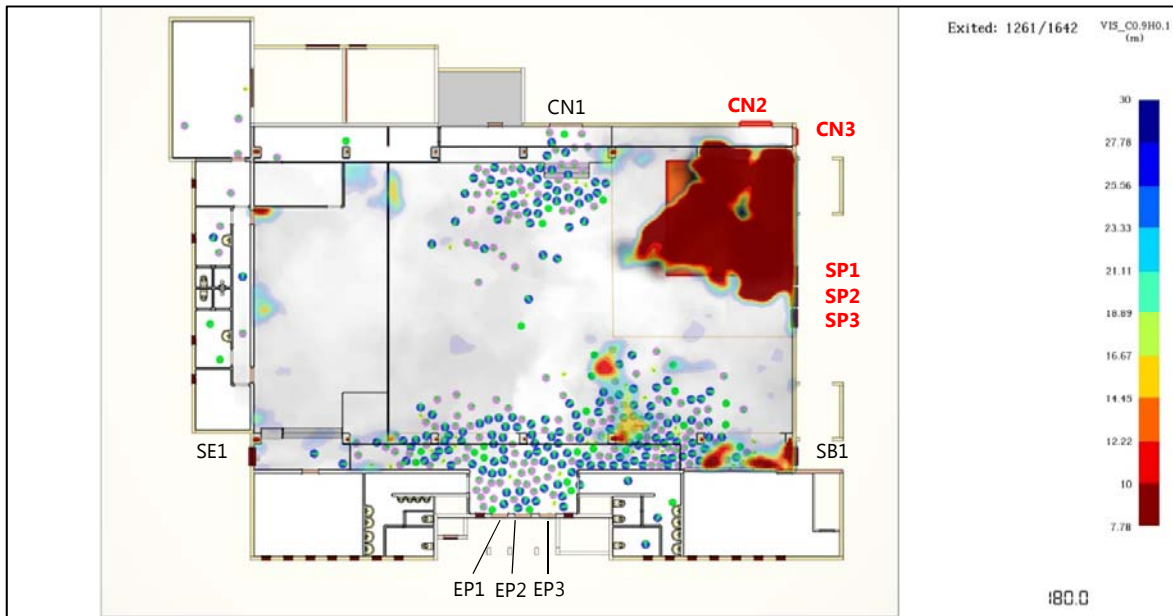 Exited: 1261/1642
VIS_C0.9H0.1
(m)
CN1
CN2
CN3
30
27.78
25.56
23.33
21.11
18.89
16.67
14.45
12.22
10
7.78
SP1
SP2
SP3
SE1
SB1
EP1 EP2 EP3
180.0